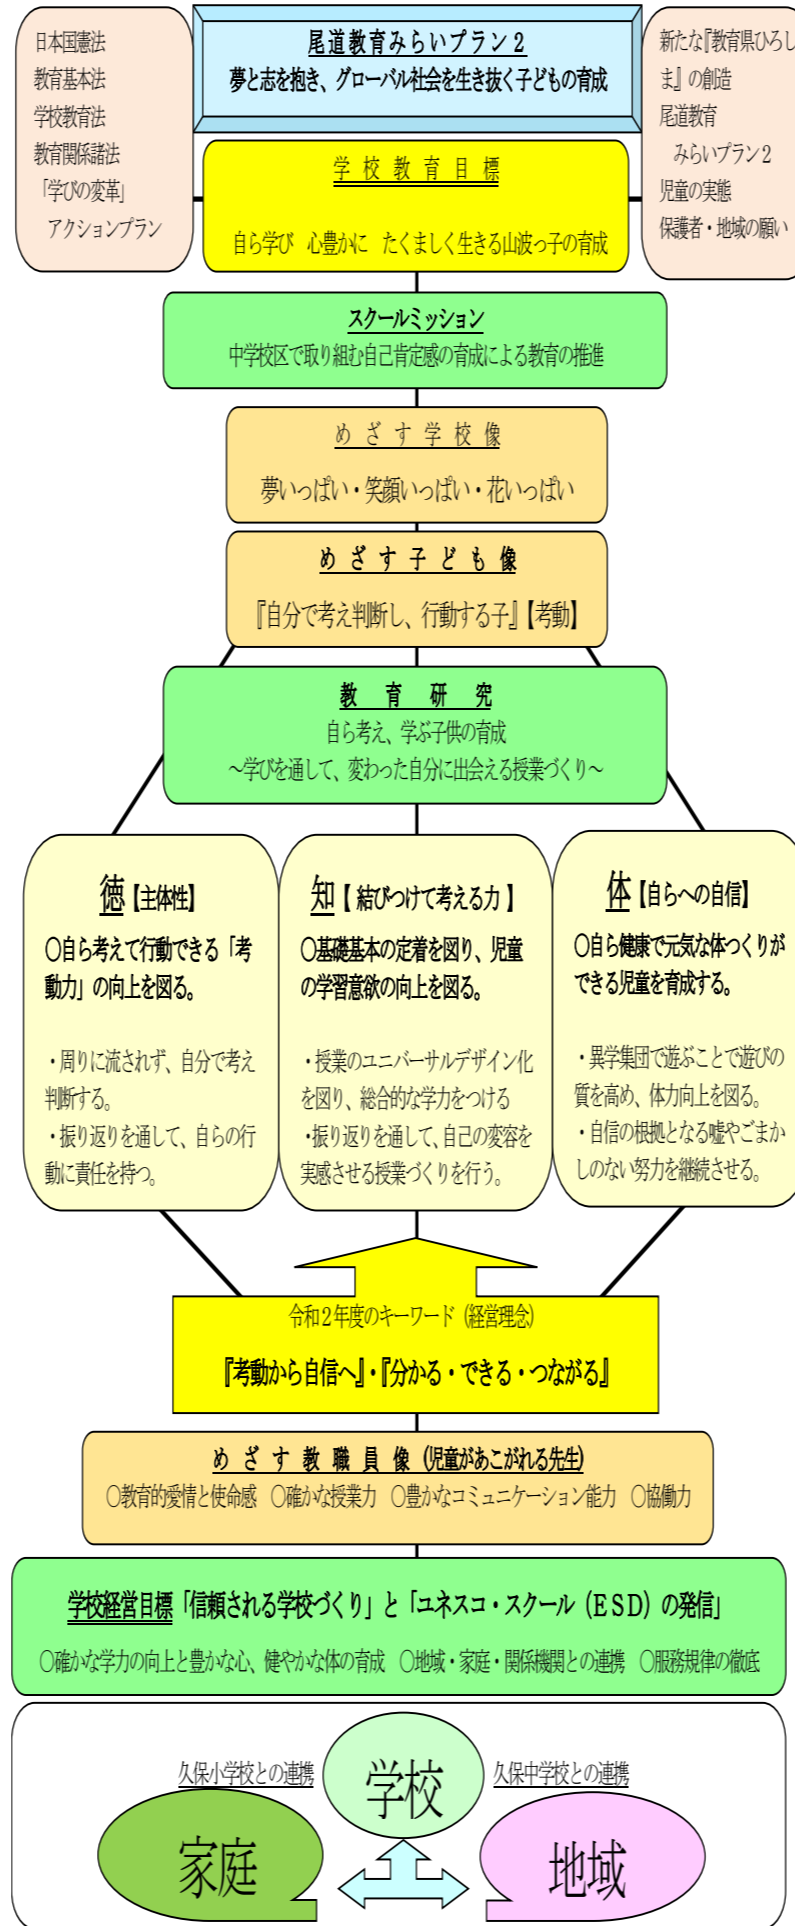 日本国憲法
教育基本法
学校教育法
教育関係諸法
「学びの変革」
アクションプラン
尾道教育みらいプラン2
夢と志を抱き、グローバル社会を生き抜く子どもの育成
新たな『教育県ひろし
ま』の創造
尾道教育
みらいプラン2
児童の実態
保護者・地域の願い
学校教育目標
自ら学び 心豊かに たくましく生きる山波っ子の育成
スクールミッション
中学校区で取り組む自己肯定感の育成による教育の推進
めざす学校像
夢いっぱい・笑顔いっぱい・花いっぱい
めざす子ども像
『自分で考え判断し、行動する子』【考動】
教育研究
自ら考え、学ぶ子供の育成
~学びを通して、変わった自分に出会える授業づくり~
徳【主体性】
○自ら考えて行動できる「考
動力」の向上を図る。
・周りに流されず、自分で考え
判断する。
・振り返りを通して、自らの行
動に責任を持つ。
知【結びつけて考える力】
○基礎基本の定着を図り、児童
の学習意欲の向上を図る。
・授業のユニバーサルデザイン化
を図り、総合的な学力をつける
・振り返りを通して、自己の変容を
実感させる授業づくりを行う。
体【自らへの自信】
○自ら健康で元気な体つくりが
できる児童を育成する。
・異学集団で遊ぶことで遊びの
質を高め、体力向上を図る。
・自信の根拠となる嘘やごまか
しのない努力を継続させる。
令和2年度のキーワード(経営理念)
『考動から自信へ』・『分かる・できる・つながる』
めざす教職員像(児童があこがれる先生)
○教育的愛情と使命感 ○確かな授業力 ○豊かなコミュニケーション能力 ○協働力
学校経営目標「信頼される学校づくり」と「ユネスコ・スクール(ESD)の発信」
○確かな学力の向上と豊かな心、健やかな体の育成 ○地域・家庭・関係機関との連携 ○服務規律の徹底
久保小学校との連携
学校
久保中学校との連携
家庭
地域